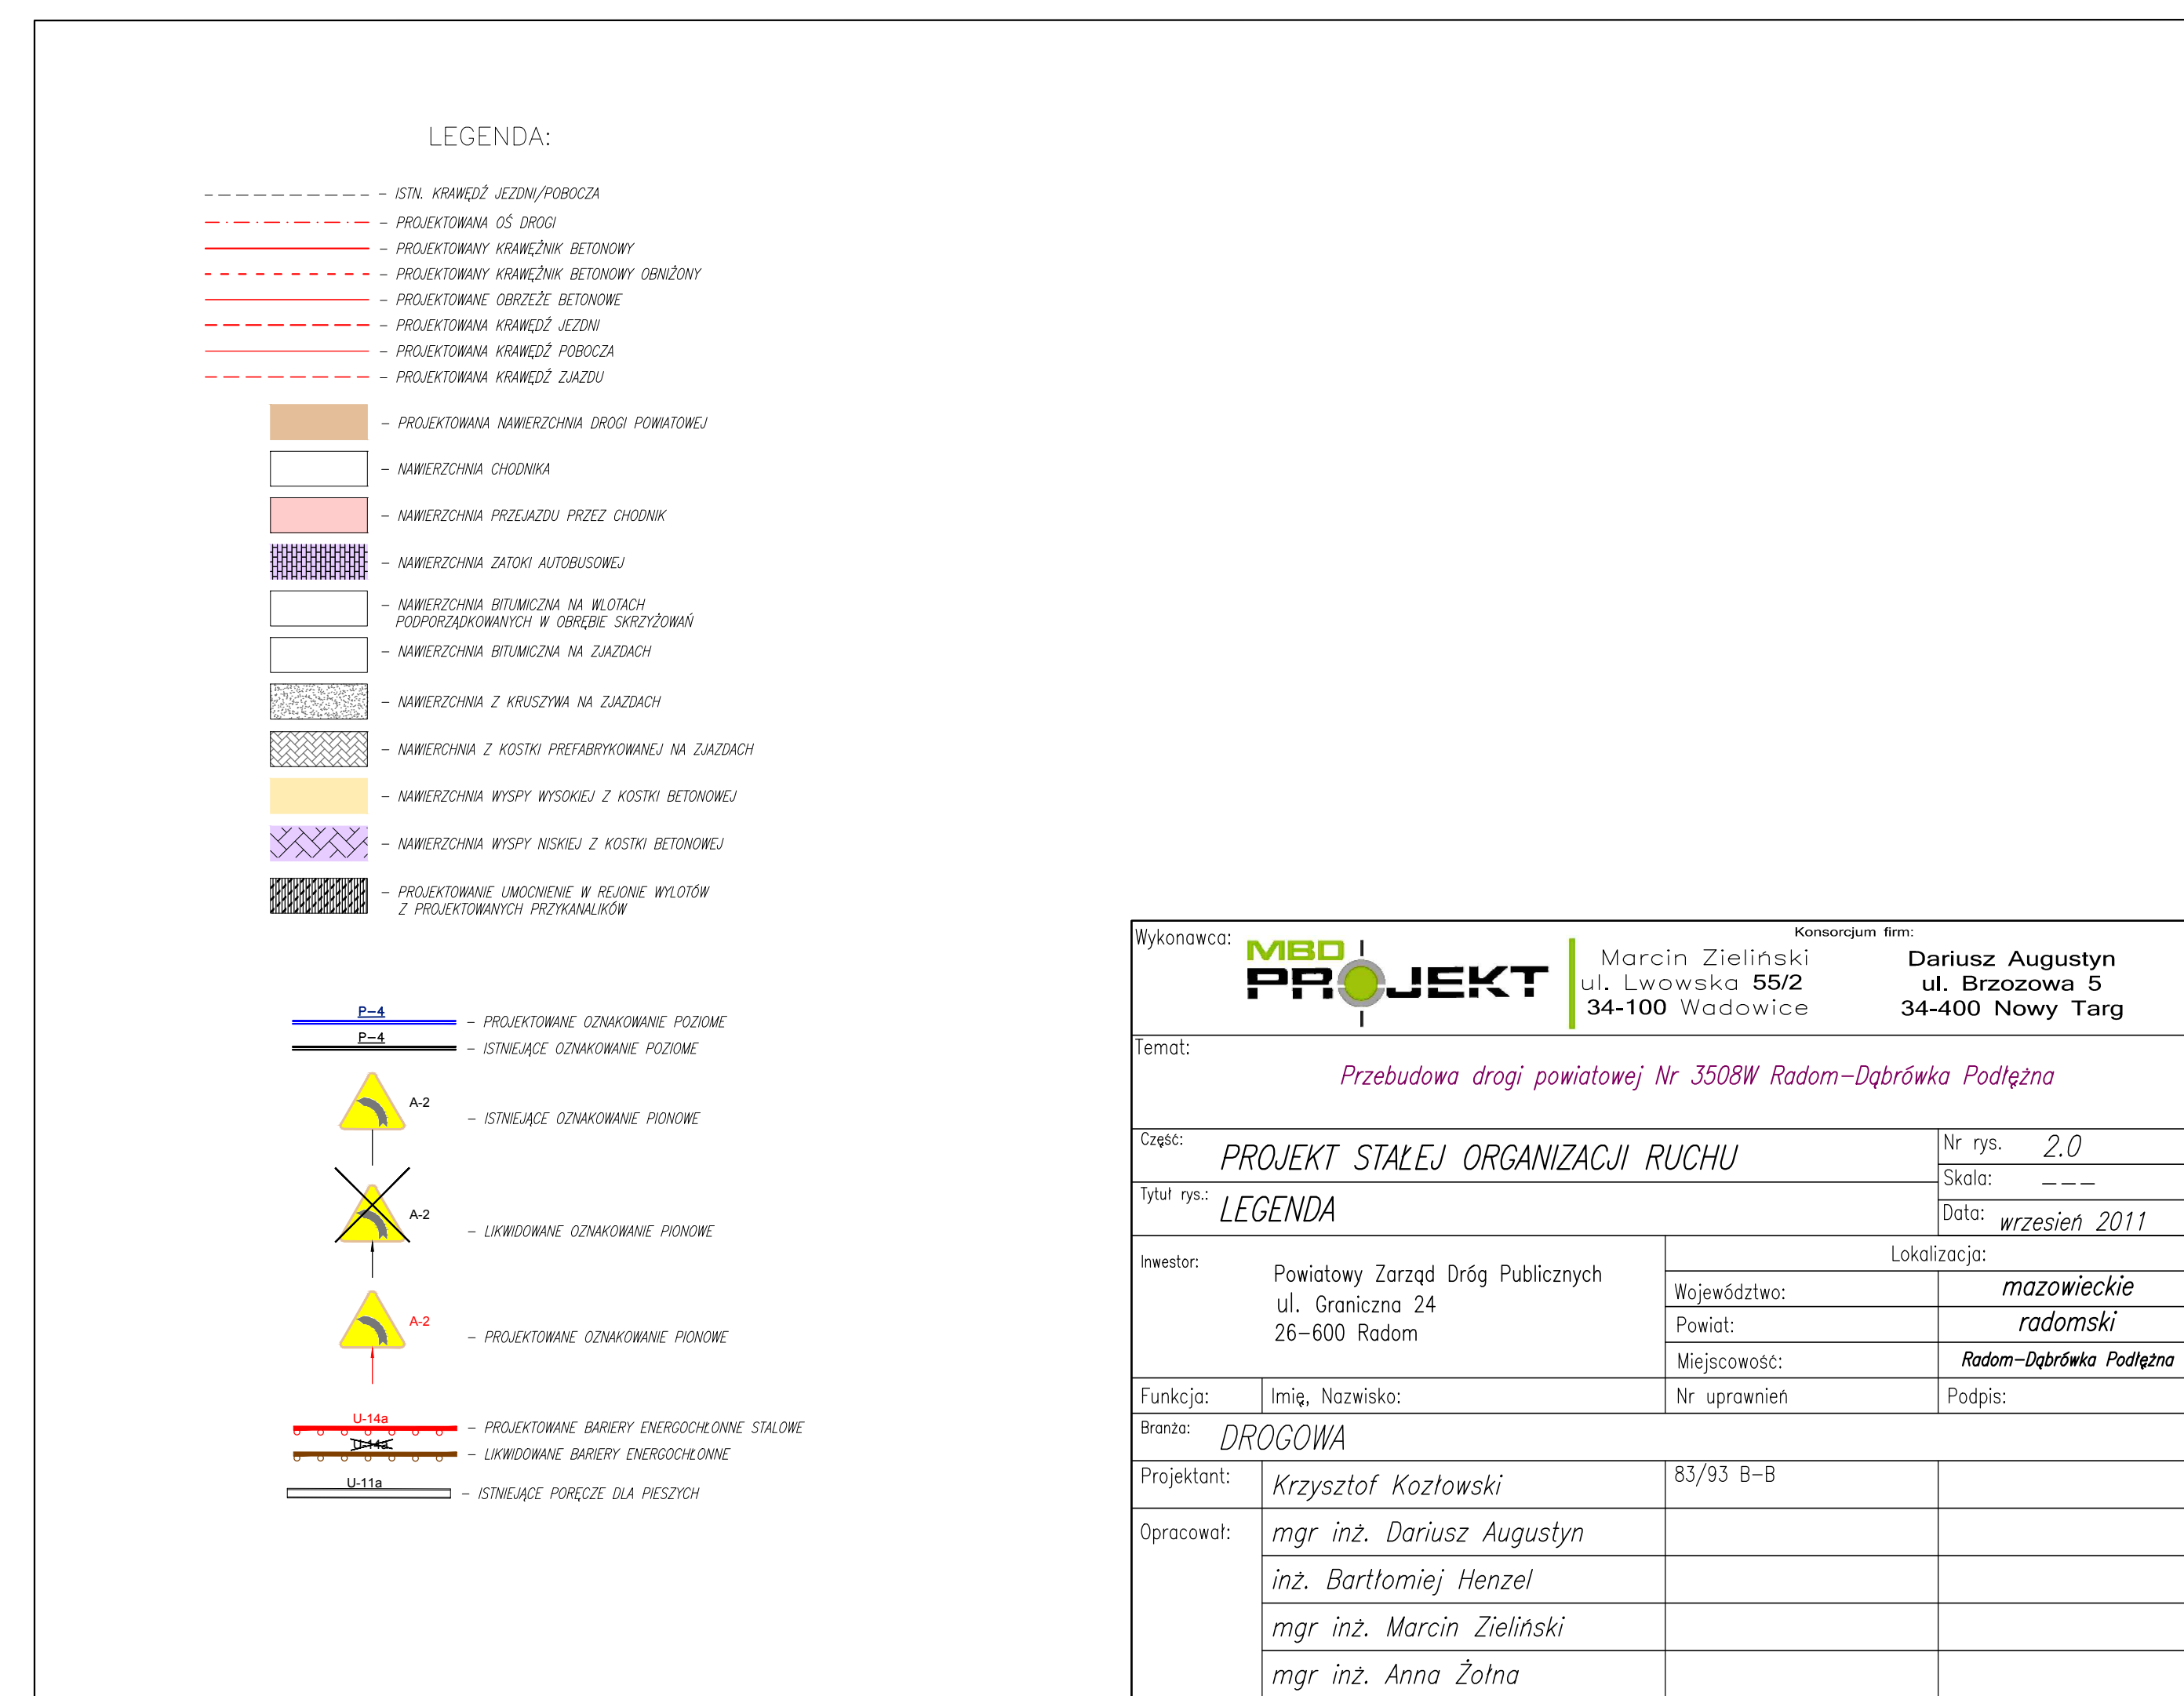 LEGENDA:
- ISTN. KRAWĘDŹ JEZDNI/POBOCZA
- PROJEKTOWANA OŚ DROGI
- PROJEKTOWANY KRAWĘŻNIK BETONOWY
- PROJEKTOWANY KRAWĘŻNIK BETONOWY OBNIŻONY
- PROJEKTOWANE OBRZEŻE BETONOWE
- PROJEKTOWANA KRAWĘDŹ JEZDNI
- PROJEKTOWANA KRAWĘDŹ POBOCZA
- PROJEKTOWANA KRAWĘDŹ ZJAZDU
- PROJEKTOWANA NAWIERZCHNIA DROGI POWIATOWEJ
- NAWIERZCHNIA CHODNIKA
- NAWIERZCHNIA PRZEJAZDU PRZEZ CHODNIK
- NAWIERZCHNIA ZATOKI AUTOBUSOWEJ
- NAWIERZCHNIA BITUMICZNA NA WLOTACH
PODPORZĄDKOWANYCH W OBRĘBIE SKRZYŻOWAŃ
- NAWIERZCHNIA BITUMICZNA NA ZJAZDACH
- NAWIERZCHNIA Z KRUSZYWA NA ZJAZDACH
- NAWIERCHNIA Z KOSTKI PREFABRYKOWANEJ NA ZJAZDACH
- NAWIERZCHNIA WYSPY WYSOKIEJ Z KOSTKI BETONOWEJ
- NAWIERZCHNIA WYSPY NISKIEJ Z KOSTKI BETONOWEJ
- PROJEKTOWANIE UMOCNIENIE W REJONIE WYLOTÓW
Z PROJEKTOWANYCH PRZYKANALIKÓW
P-4 - PROJEKTOWANE OZNAKOWANIE POZIOME
P-4 - ISTNIEJĄCE OZNAKOWANIE POZIOME
A-2 - ISTNIEJĄCE OZNAKOWANIE PIONOWE
A-2 - LIKWIDOWANE OZNAKOWANIE PIONOWE
A-2 - PROJEKTOWANE OZNAKOWANIE PIONOWE
U-14a - PROJEKTOWANE BARIERY ENERGOCHŁONNE STALOWE
U-14a - LIKWIDOWANE BARIERY ENERGOCHŁONNE
U-11a - ISTNIEJĄCE PORĘCZE DLA PIESZYCH
Wykonawca:
MBD
PROJEKT
Konsorcjum firm:
Marcin Zieliński
ul. Lwowska 55/2
34-100 Wadowice
Dariusz Augustyn
ul. Brzozowa 5
34-400 Nowy Targ
Temat:
Przebudowa drogi powiatowej Nr 3508W Radom-Dąbrówka Podłężna
Część: PROJEKT STAŁEJ ORGANIZACJI RUCHU
Nr rys. 2.0
Skala: ---
Tytuł rys.: LEGENDA
Data: wrzesień 2011
Inwestor:
Powiatowy Zarząd Dróg Publicznych
ul. Graniczna 24
26-600 Radom
Lokalizacja:
Województwo: mazowieckie
Powiat: radomski
Miejscowość: Radom-Dąbrówka Podłężna
Funkcja: Imię, Nazwisko: Nr uprawnień Podpis:
Branża: DROGOWA
Projektant: Krzysztof Kozłowski 83/93 B-B
Opracował: mgr inż. Dariusz Augustyn
inż. Bartłomiej Henzel
mgr inż. Marcin Zieliński
mgr inż. Anna Żołna